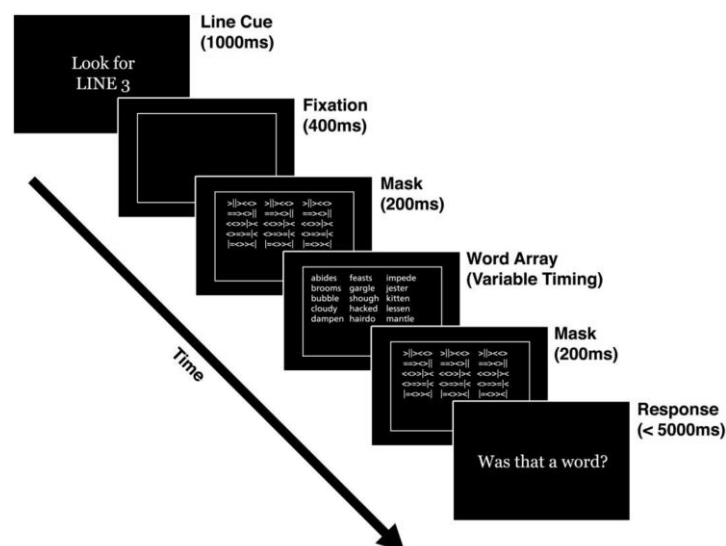 Line Cue
(1000ms)
Look for
LINE 3
Fixation
(400ms)
Mask
(200ms)
>||><<> >||><<> >||><<>
==><>|| ==><>|| ==><>||
<<>>|>< <<>>|>< <<>>|><
<>=>=|< <>=>=|< <>=>=|<
|=<>><| |=<>><| |=<>><|
Word Array
(Variable Timing)
abides feasts impede
brooms gargle jester
bubble shough kitten
cloudy hacked lessen
dampen hairdo mantle
Mask
(200ms)
>||><<> >||><<> >||><<>
==><>|| ==><>|| ==><>||
<<>>|>< <<>>|>< <<>>|><
<>=>=|< <>=>=|< <>=>=|<
|=<>><| |=<>><| |=<>><|
Response
(< 5000ms)
Was that a word?
Time